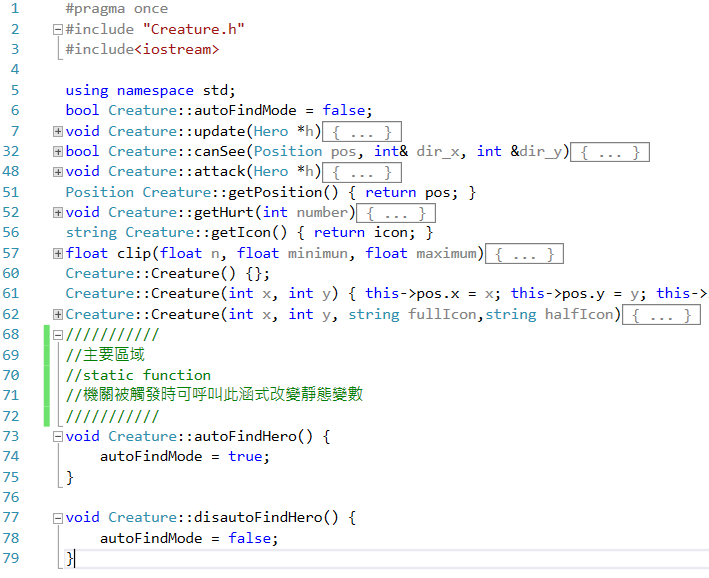 1 #pragma once
2 #include "Creature.h"
3 #include<iostream>
4
5 using namespace std;
6 bool Creature::autoFindMode = false;
7 void Creature::update(Hero *h){ ... }
32 bool Creature::canSee(Position pos, int& dir_x, int &dir_y){ ... }
48 void Creature::attack(Hero *h){ ... }
51 Position Creature::getPosition() { return pos; }
52 void Creature::getHurt(int number){ ... }
56 string Creature::getIcon() { return icon; }
57 float clip(float n, float minimun, float maximum){ ... }
60 Creature::Creature() {};
61 Creature::Creature(int x, int y) { this->pos.x = x; this->pos.y = y; this->
62 Creature::Creature(int x, int y, string fullIcon,string halfIcon){ ... }
68 ///////////
69 //主要區域
70 //static function
71 //機關被觸發時可呼叫此涵式改變靜態變數
72 ///////////
73 void Creature::autoFindHero() {
74 autoFindMode = true;
75 }
76
77 void Creature::disautoFindHero() {
78 autoFindMode = false;
79 }